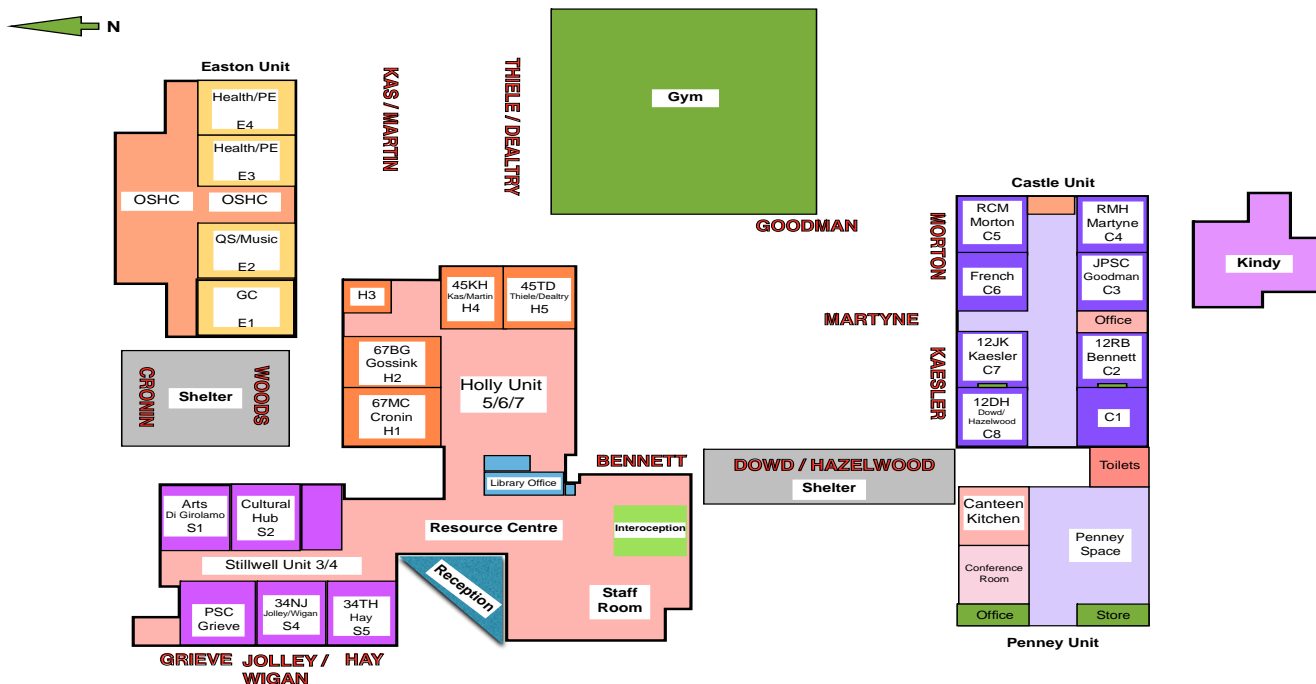 N
Easton Unit
Health/PE
E4
Health/PE
E3
OSHC
OSHC
QS/Music
E2
GC
E1
KAS / MARTIN
THIELE / DEALTRY
Gym
GOODMAN
Castle Unit
MORTON
RCM
Morton
C5
RMH
Martyne
C4
French
C6
JPSC
Goodman
C3
Office
MARTYNE
KAESLER
12JK
Kaesler
C7
12RB
Bennett
C2
12DH
Dowd/
Hazelwood
C8
C1
Kindy
CRONIN
Shelter
WOODS
H3
45KH
Kas/Martin
H4
45TD
Thiele/Dealtry
H5
67BG
Gossink
H2
67MC
Cronin
H1
Holly Unit
5/6/7
BENNETT
Library Office
DOWD / HAZELWOOD
Shelter
Toilets
Arts
Di Girolamo
S1
Cultural
Hub
S2
Resource Centre
Interoception
Canteen
Kitchen
Penney
Space
Conference
Room
Stillwell Unit 3/4
Reception
Staff
Room
PSC
Grieve
34NJ
Jolley/Wigan
S4
34TH
Hay
S5
Office
Store
Penney Unit
GRIEVE
JOLLEY /
WIGAN
HAY